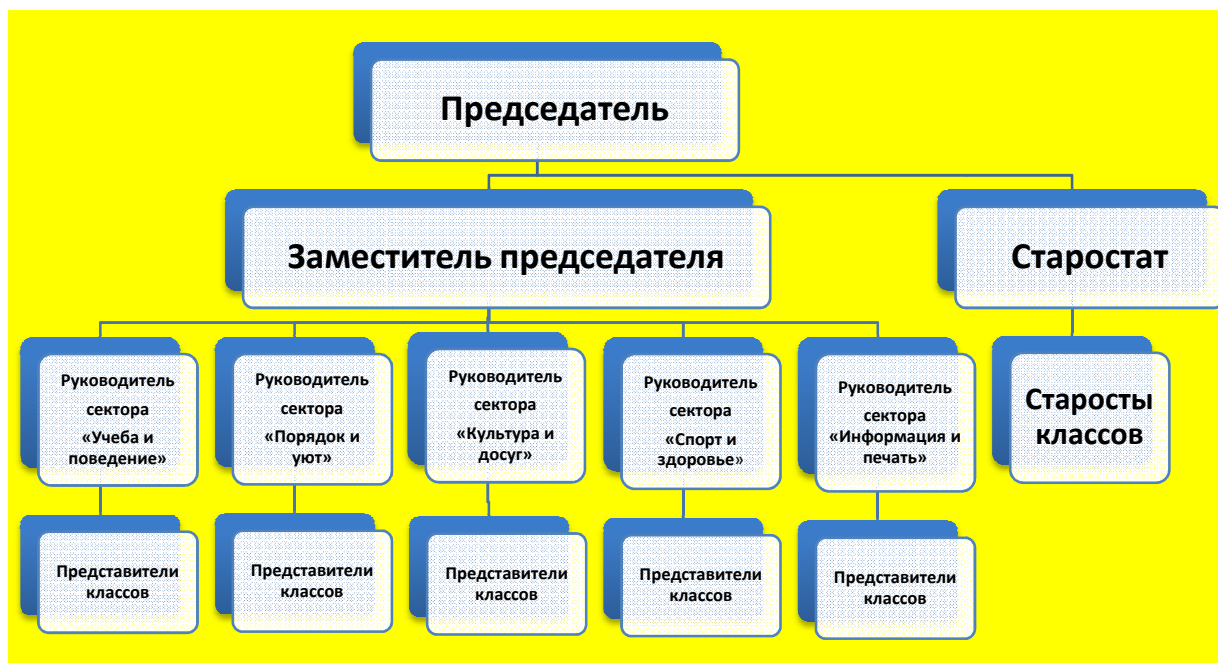 Председатель
Заместитель председателя
Старостат
Руководитель
сектора
«Учеба и
поведение»
Руководитель
сектора
«Порядок и
уют»
Руководитель
сектора
«Культура и
досуг»
Руководитель
сектора
«Спорт и
здоровье»
Руководитель
сектора
«Информация и
печать»
Старосты
классов
Представители
классов
Представители
классов
Представители
классов
Представители
классов
Представители
классов